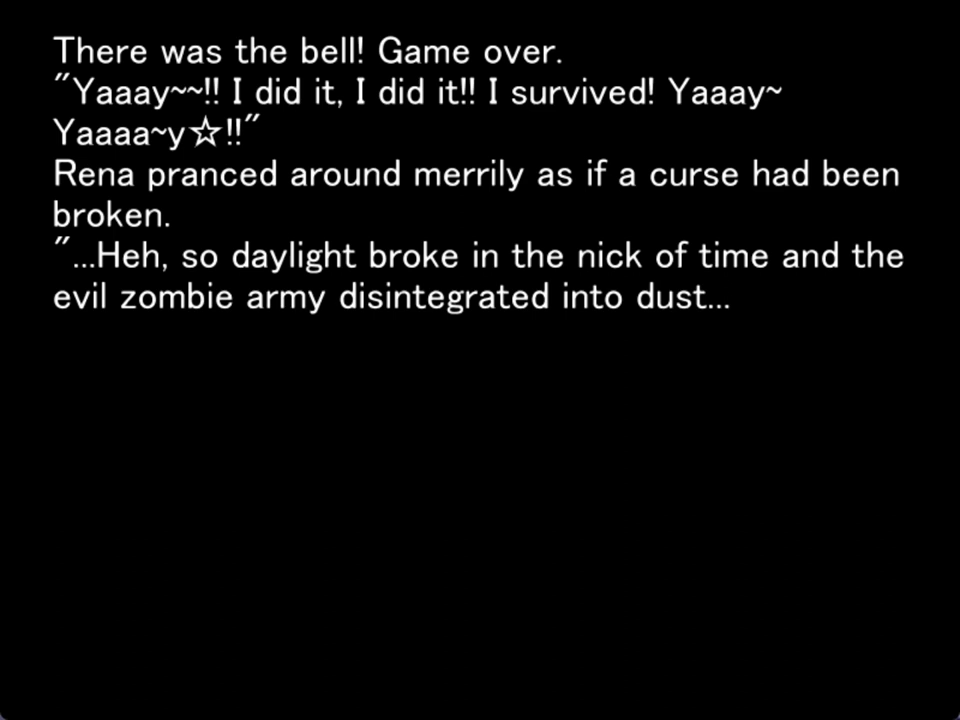 There was the bell! Game over.
"Yaaay~~!! I did it, I did it!! I survived! Yaaay~
Yaaaa~y☆!!"
Rena pranced around merrily as if a curse had been
broken.
"...Heh, so daylight broke in the nick of time and the
evil zombie army disintegrated into dust...